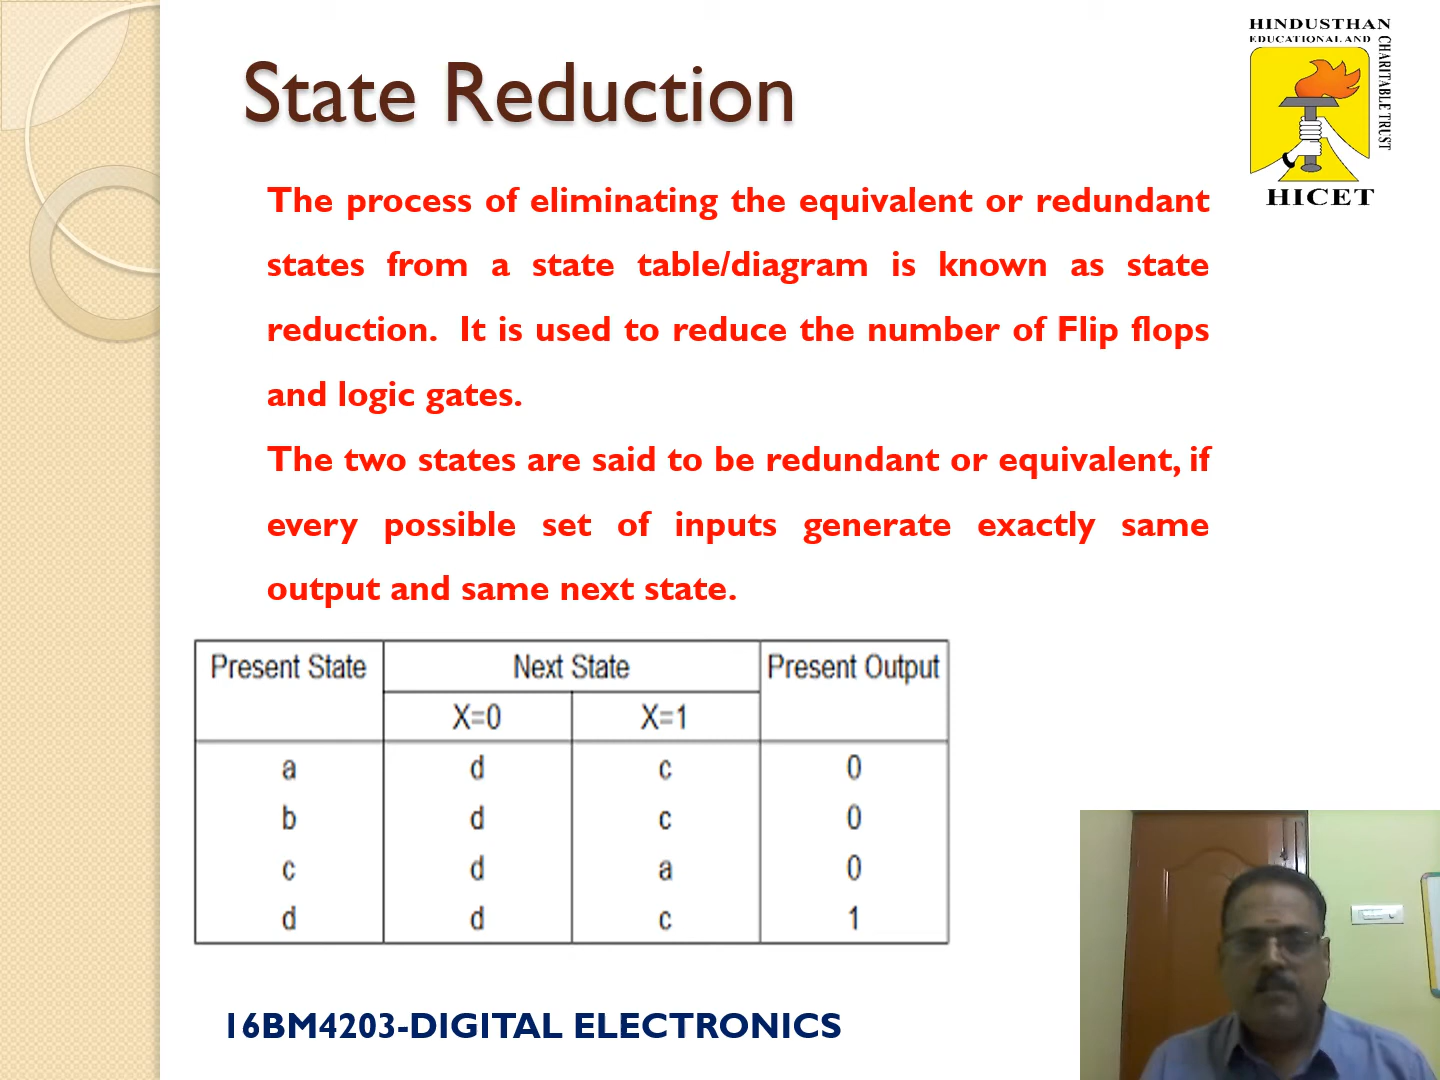 State Reduction
HINDUSTHAN
EDUCATIONAL AND
CHARITABLE TRUST
HICET
The process of eliminating the equivalent or redundant
states from a state table/diagram is known as state
reduction. It is used to reduce the number of Flip flops
and logic gates.
The two states are said to be redundant or equivalent, if
every possible set of inputs generate exactly same
output and same next state.
Present State Next State Present Output
X=0 X=1
a d c 0
b d c 0
c d a 0
d d c 1
16BM4203-DIGITAL ELECTRONICS